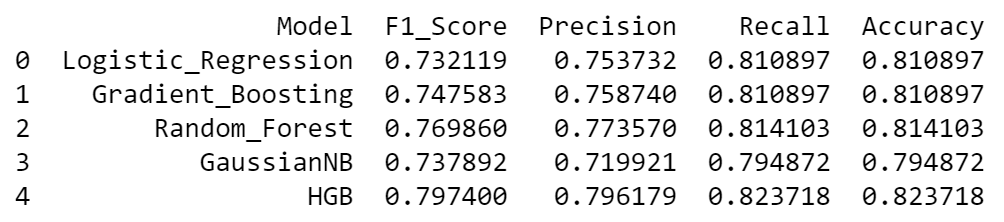 Model F1_Score Precision Recall Accuracy
0 Logistic_Regression 0.732119 0.753732 0.810897 0.810897
1 Gradient_Boosting 0.747583 0.758740 0.810897 0.810897
2 Random_Forest 0.769860 0.773570 0.814103 0.814103
3 GaussianNB 0.737892 0.719921 0.794872 0.794872
4 HGB 0.797400 0.796179 0.823718 0.823718